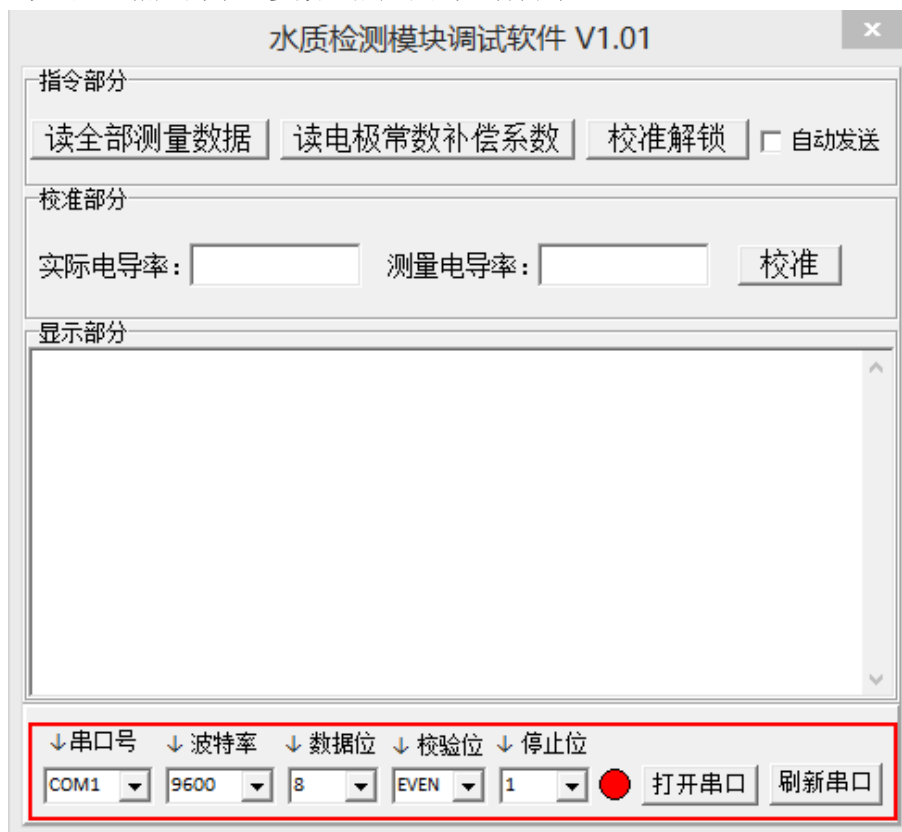 水质检测模块调试软件 V1.01
指令部分
读全部测量数据 读电极常数补偿系数 校准解锁 自动发送
校准部分
实际电导率: 测量电导率: 校准
显示部分
↓串口号 ↓波特率 ↓数据位 ↓校验位 ↓停止位
COM1 9600 8 EVEN 1 打开串口 刷新串口